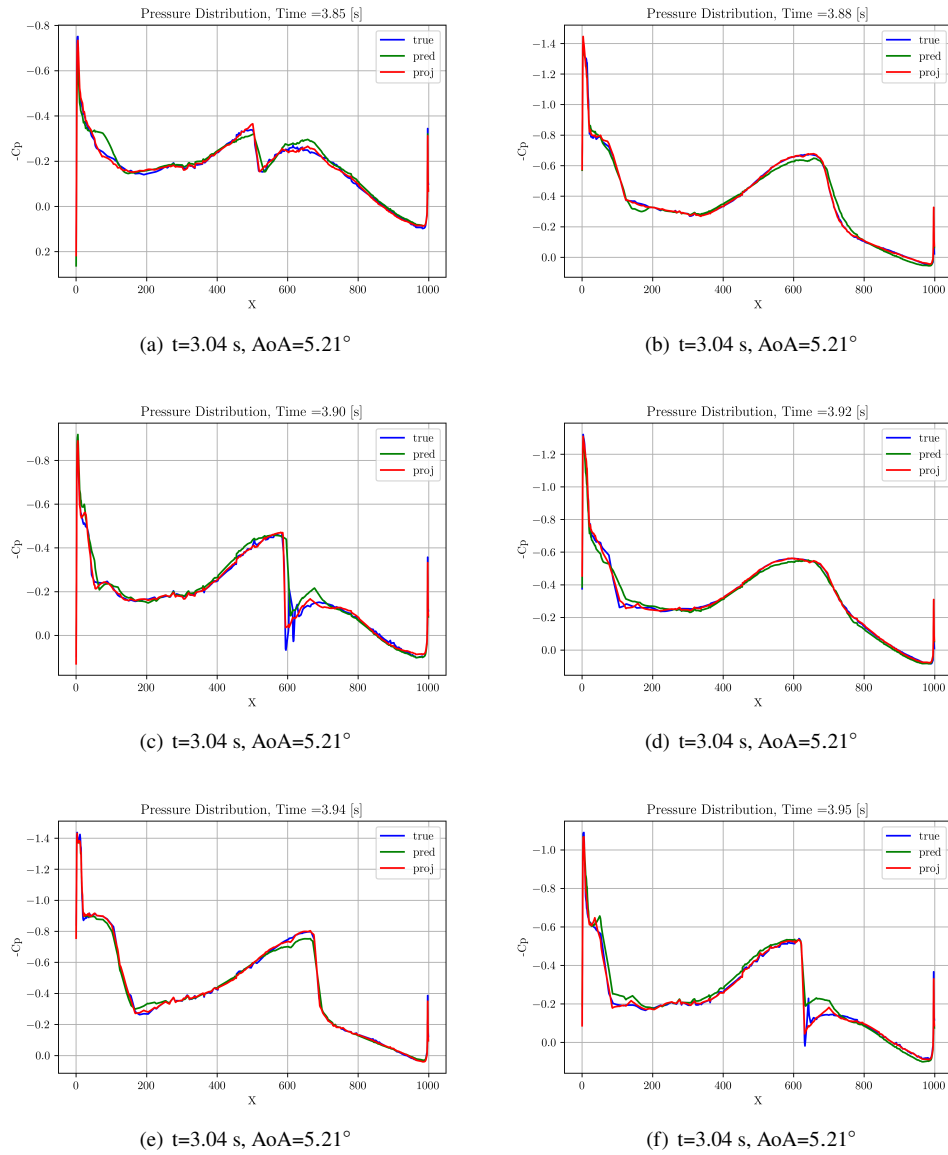 Pressure Distribution, Time =3.85 [s]
−0.8
−0.6
−0.4
−0.2
0.0
0.2
-Cp
0
200
400
600
800
1000
X
true
pred
proj
(a) t=3.04 s, AoA=5.21°
Pressure Distribution, Time =3.88 [s]
−1.4
−1.2
−1.0
−0.8
−0.6
−0.4
−0.2
0.0
-Cp
0
200
400
600
800
1000
X
true
pred
proj
(b) t=3.04 s, AoA=5.21°
Pressure Distribution, Time =3.90 [s]
−0.8
−0.6
−0.4
−0.2
0.0
-Cp
0
200
400
600
800
1000
X
true
pred
proj
(c) t=3.04 s, AoA=5.21°
Pressure Distribution, Time =3.92 [s]
−1.2
−1.0
−0.8
−0.6
−0.4
−0.2
0.0
-Cp
0
200
400
600
800
1000
X
true
pred
proj
(d) t=3.04 s, AoA=5.21°
Pressure Distribution, Time =3.94 [s]
−1.4
−1.2
−1.0
−0.8
−0.6
−0.4
−0.2
0.0
-Cp
0
200
400
600
800
1000
X
true
pred
proj
(e) t=3.04 s, AoA=5.21°
Pressure Distribution, Time =3.95 [s]
−1.0
−0.8
−0.6
−0.4
−0.2
0.0
-Cp
0
200
400
600
800
1000
X
true
pred
proj
(f) t=3.04 s, AoA=5.21°